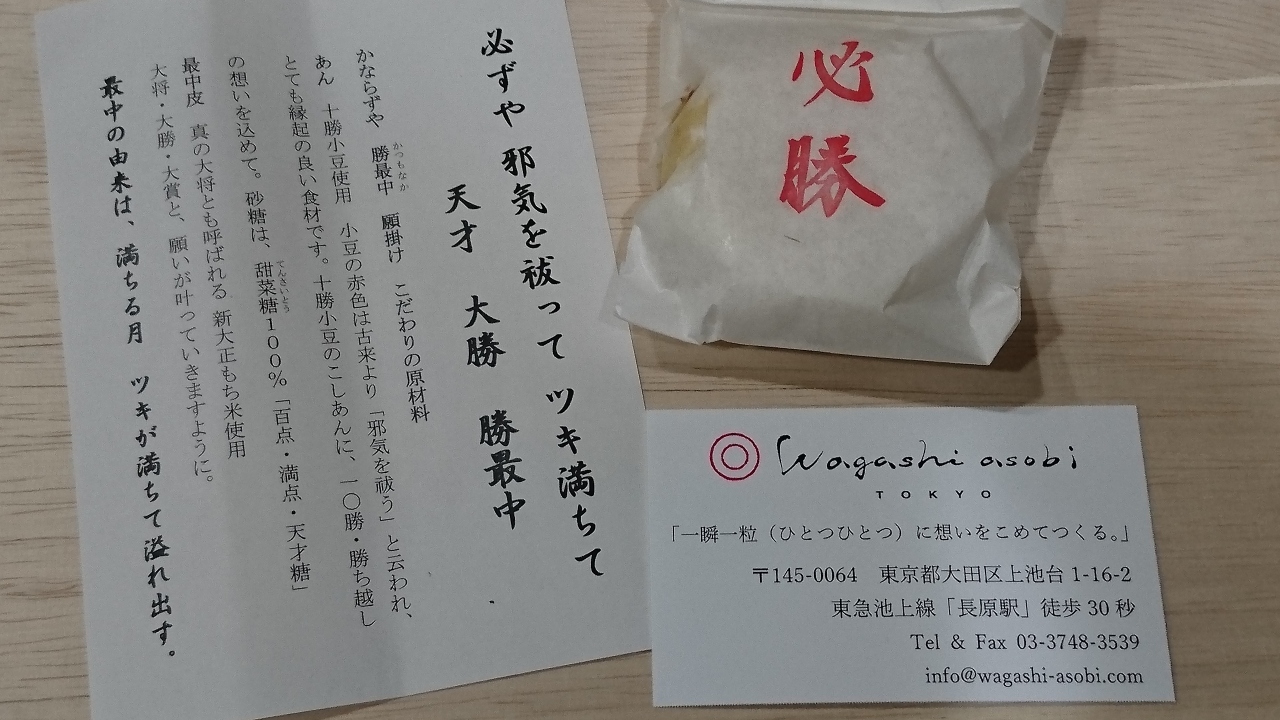 必ずや 邪気を祓って ツキ満ちて
天才 大勝 勝最中
かならずや 勝最中 願掛け こだわりの原材料
かつもなか
あん 十勝小豆使用 小豆の赤色は古来より「邪気を祓う」と云われ、
とても縁起の良い食材です。十勝小豆のこしあんに、一〇勝・勝ち越し
の想いを込めて。砂糖は、甜菜糖100%「百点・満点・天才糖」
てんさいとう
最中皮 真の大将とも呼ばれる 新大正もち米使用
大将・大勝・大賞と、願いが叶っていきますように。
最中の由来は、満ちる月 ツキが満ちて溢れ出す。
必勝
Wagashi asobi
TOKYO
「一瞬一粒（ひとつひとつ）に想いをこめてつくる。」
〒145-0064 東京都大田区上池台 1-16-2
東急池上線「長原駅」徒歩 30 秒
Tel & Fax 03-3748-3539
info@wagashi-asobi.com